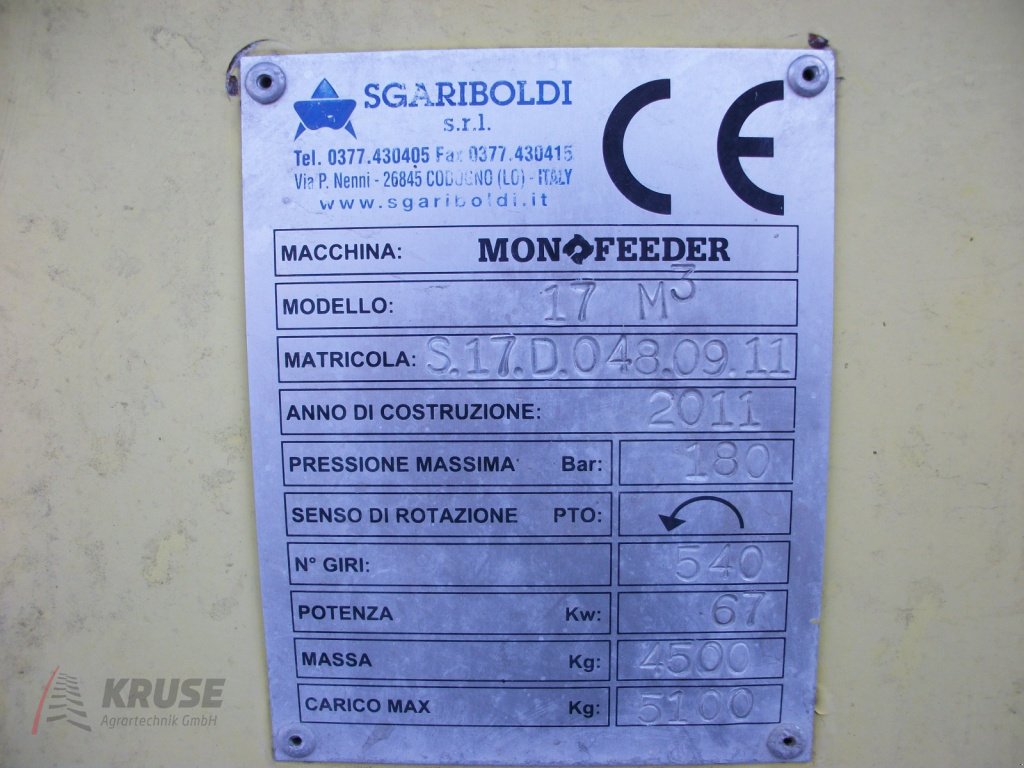 SGARIBOLDI
s.r.l.
Tel. 0377.430405 Fax 0377.430415
Via P. Nenni - 26845 CODOGNO (LO) - ITALY
www.sgariboldi.it
CE
MACCHINA: MONOFEEDER
MODELLO: 17 M³
MATRICOLA: S.17.D.048.09.11
ANNO DI COSTRUZIONE: 2011
PRESSIONE MASSIMA Bar: 180
SENSO DI ROTAZIONE PTO:
N° GIRI: 540
POTENZA Kw: 67
MASSA Kg: 4500
CARICO MAX Kg: 5100
KRUSE
Agrartechnik GmbH